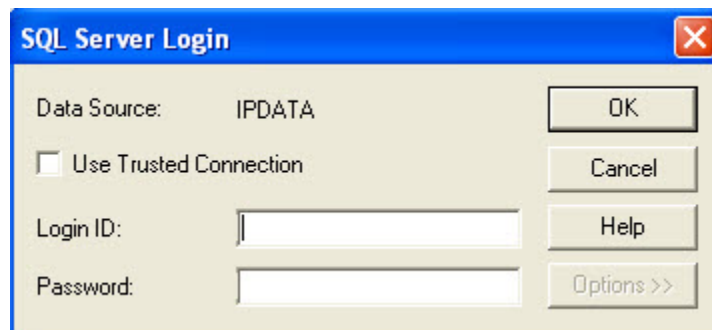 SQL Server Login
Data Source: IPDATA OK
Use Trusted Connection Cancel
Login ID: Help
Password: Options >>